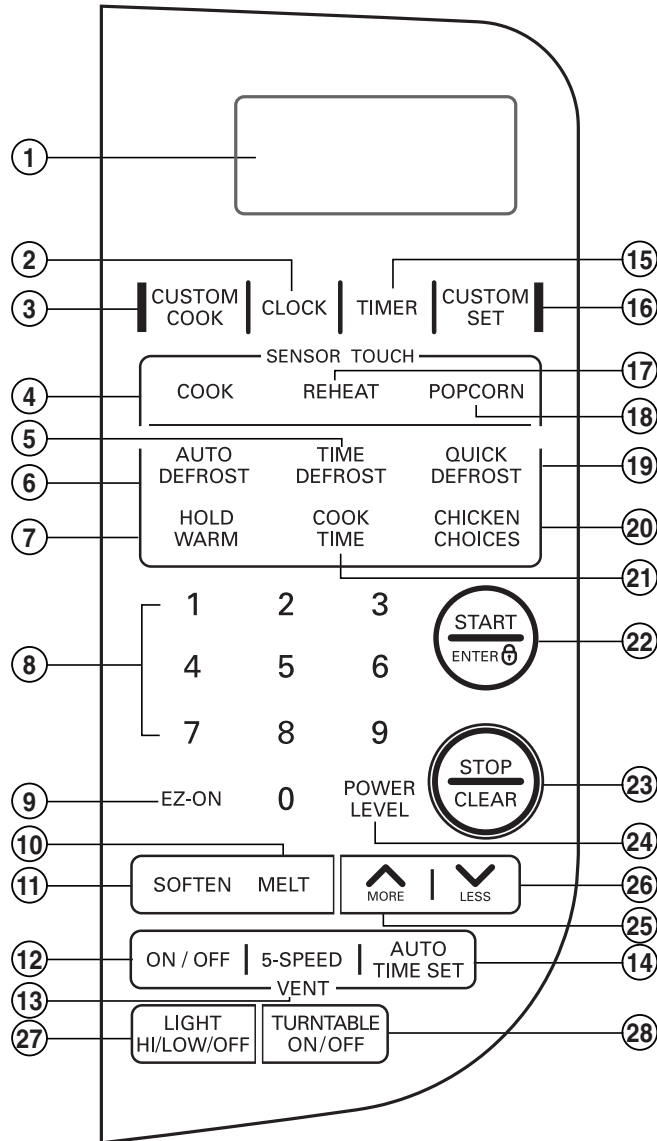 1
2
15
3
CUSTOM COOK
CLOCK
TIMER
CUSTOM SET
16
SENSOR TOUCH
17
4
COOK
REHEAT
POPCORN
18
5
AUTO DEFROST
TIME DEFROST
QUICK DEFROST
19
6
7
HOLD WARM
COOK TIME
CHICKEN CHOICES
20
21
1 2 3
START
ENTER
22
8
4 5 6
7 8 9
STOP
CLEAR
23
9
EZ-ON
0
POWER LEVEL
24
10
11
SOFTEN MELT
MORE
LESS
26
25
12
ON / OFF
5-SPEED
AUTO TIME SET
14
13
VENT
27
LIGHT HI/LOW/OFF
TURNTABLE ON/OFF
28